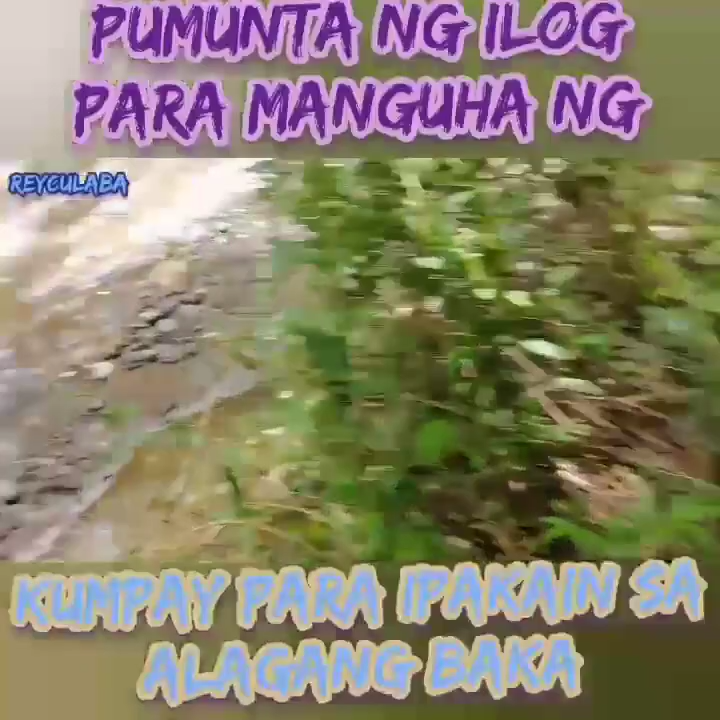 PUMUNTA NG ILOG
PARA MANGUHA NG
REYCULABA
KUMPAY PARA IPAKAIN SA
ALAGANG BAKA